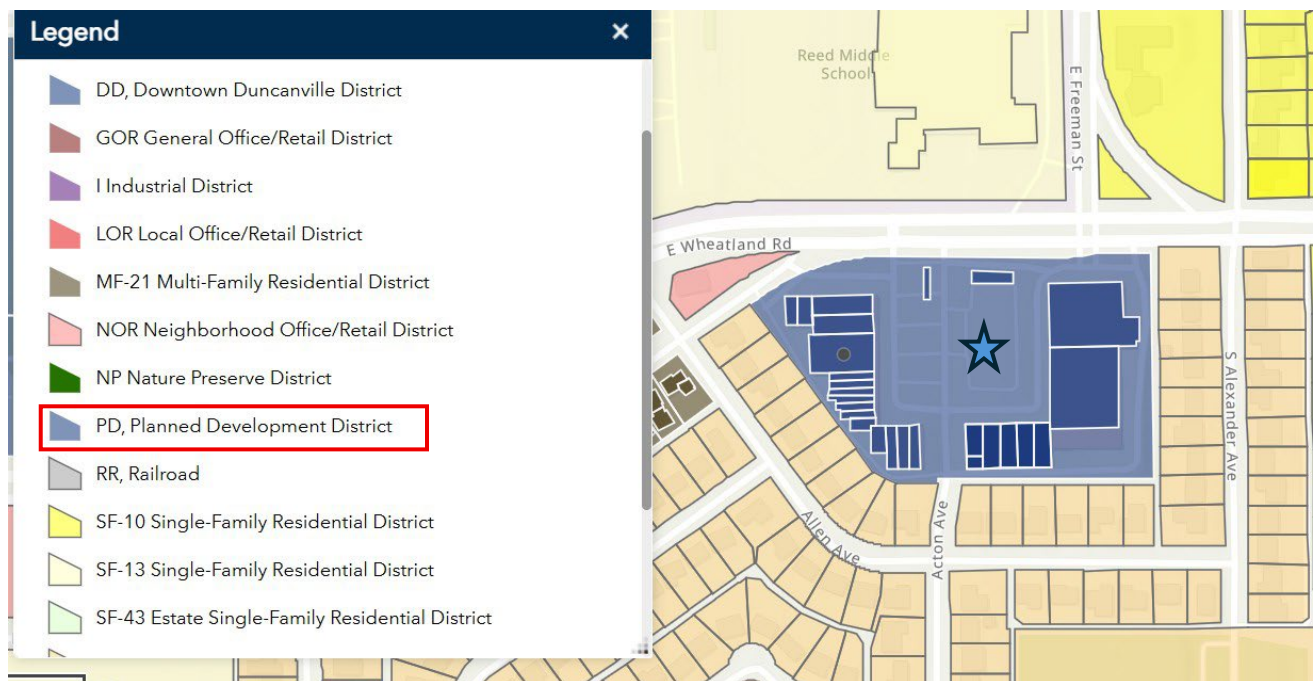 Legend
×
DD, Downtown Duncanville District
GOR General Office/Retail District
I Industrial District
LOR Local Office/Retail District
MF-21 Multi-Family Residential District
NOR Neighborhood Office/Retail District
NP Nature Preserve District
PD, Planned Development District
RR, Railroad
SF-10 Single-Family Residential District
SF-13 Single-Family Residential District
SF-43 Estate Single-Family Residential District
Reed Middle
School
E Freeman St
E Wheatland Rd
S Alexander Ave
Allen Ave
Acton Ave